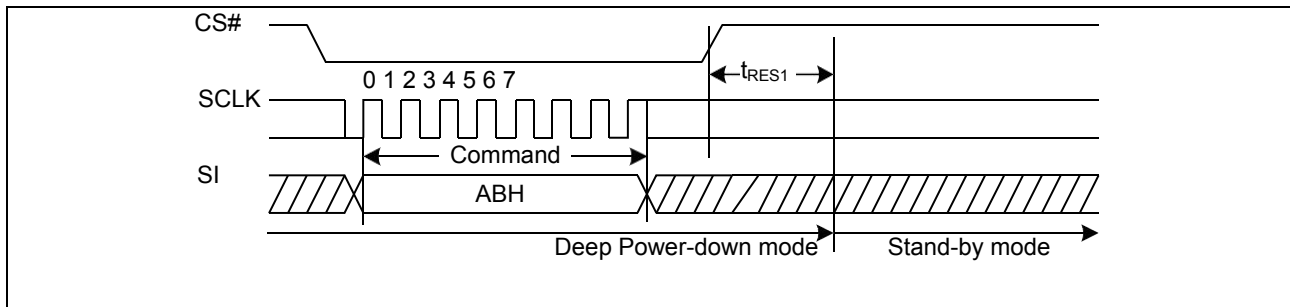 CS#
tRES1
0 1 2 3 4 5 6 7
SCLK
Command
SI
ABH
Deep Power-down mode Stand-by mode